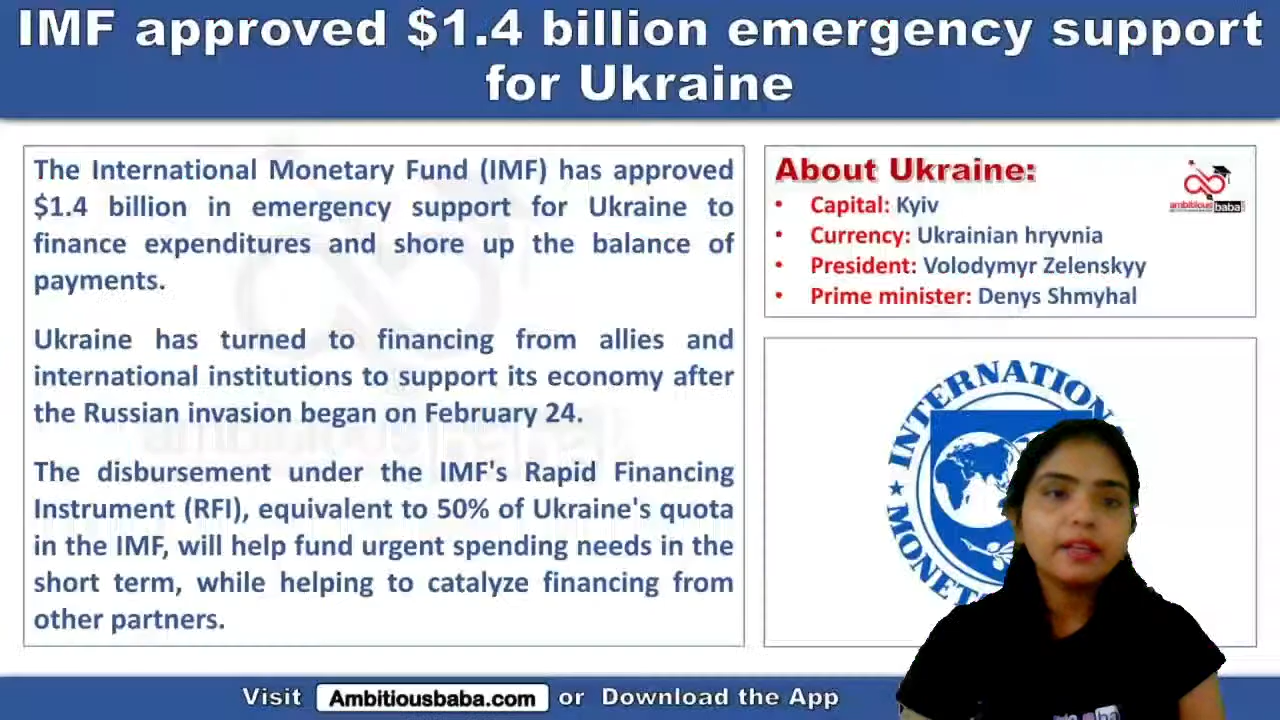 IMF approved $1.4 billion emergency support
for Ukraine
The International Monetary Fund (IMF) has approved
$1.4 billion in emergency support for Ukraine to
finance expenditures and shore up the balance of
payments.
Ukraine has turned to financing from allies and
international institutions to support its economy after
the Russian invasion began on February 24.
The disbursement under the IMF's Rapid Financing
Instrument (RFI), equivalent to 50% of Ukraine's quota
in the IMF, will help fund urgent spending needs in the
short term, while helping to catalyze financing from
other partners.
About Ukraine:
• Capital: Kyiv
• Currency: Ukrainian hryvnia
• President: Volodymyr Zelenskyy
• Prime minister: Denys Shmyhal
ambitious baba
INTERNATIONAL
★ MONET
Visit Ambitiousbaba.com or Download the App